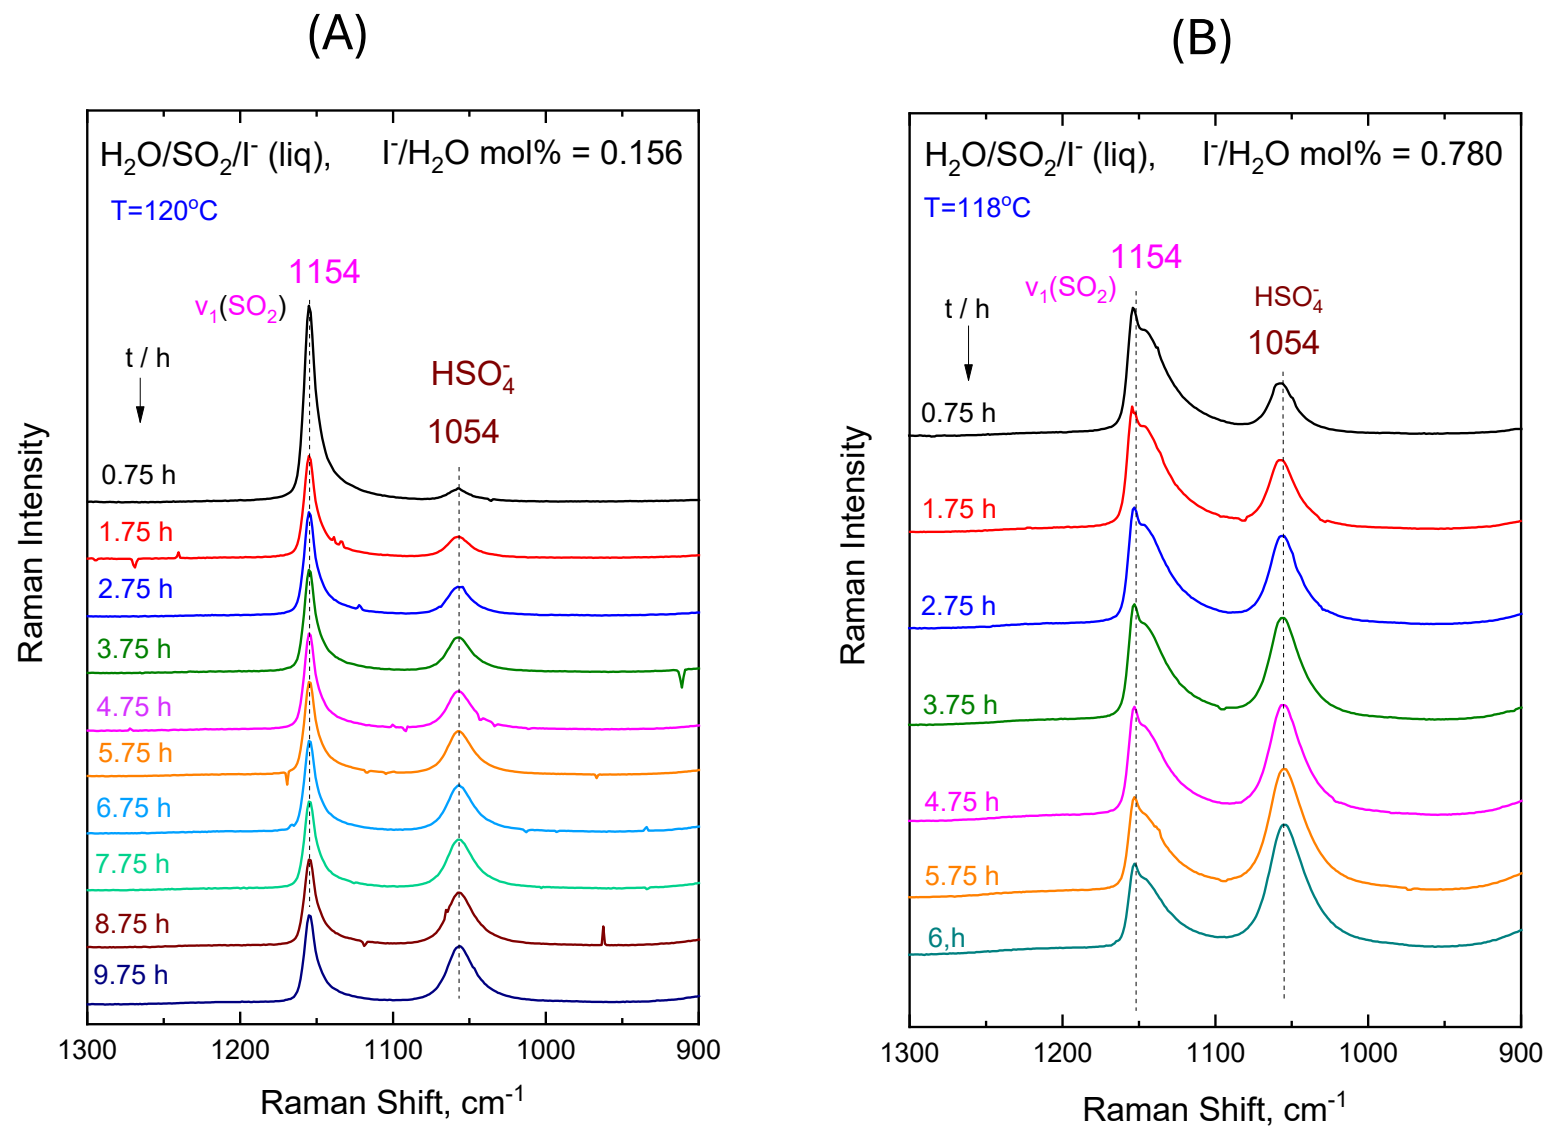 (A)
H₂O/SO₂/I⁻ (liq), I⁻/H₂O mol% = 0.156
T=120°C
1154
ν₁(SO₂)
t / h
HSO₄⁻
1054
0.75 h
1.75 h
2.75 h
3.75 h
4.75 h
5.75 h
6.75 h
7.75 h
8.75 h
9.75 h
1300 1200 1100 1000 900
Raman Shift, cm⁻¹
Raman Intensity
(B)
H₂O/SO₂/I⁻ (liq), I⁻/H₂O mol% = 0.780
T=118°C
1154
ν₁(SO₂)
HSO₄⁻
t / h
1054
0.75 h
1.75 h
2.75 h
3.75 h
4.75 h
5.75 h
6,h
1300 1200 1100 1000 900
Raman Shift, cm⁻¹
Raman Intensity